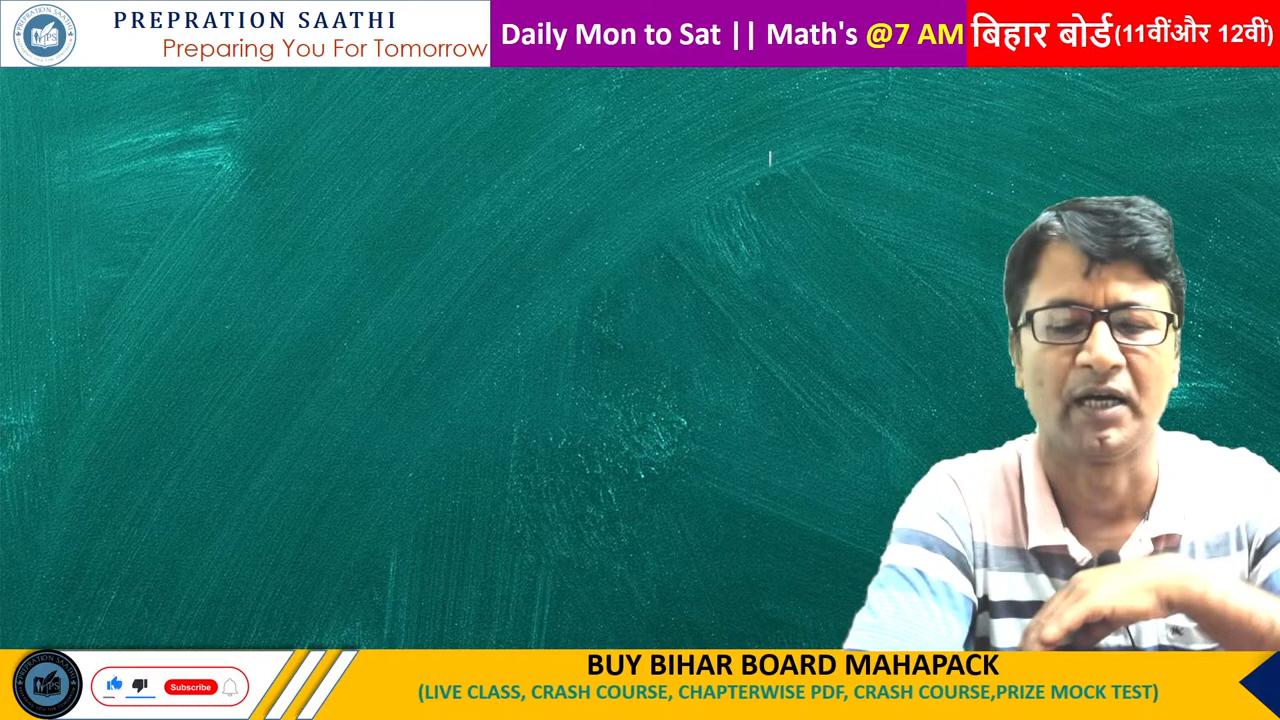 PREPRATION SAATHI
Preparing You For Tomorrow
Daily Mon to Sat || Math's @7 AM
बिहार बोर्ड(11वींऔर 12वीं)
BUY BIHAR BOARD MAHAPACK
(LIVE CLASS, CRASH COURSE, CHAPTERWISE PDF, CRASH COURSE,PRIZE MOCK TEST)
Subscribe